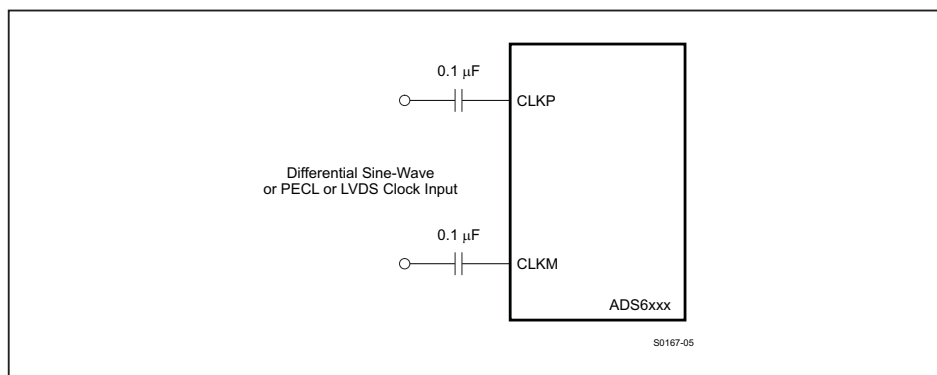 0.1 μF
CLKP
Differential Sine-Wave
or PECL or LVDS Clock Input
0.1 μF
CLKM
ADS6xxx
S0167-05